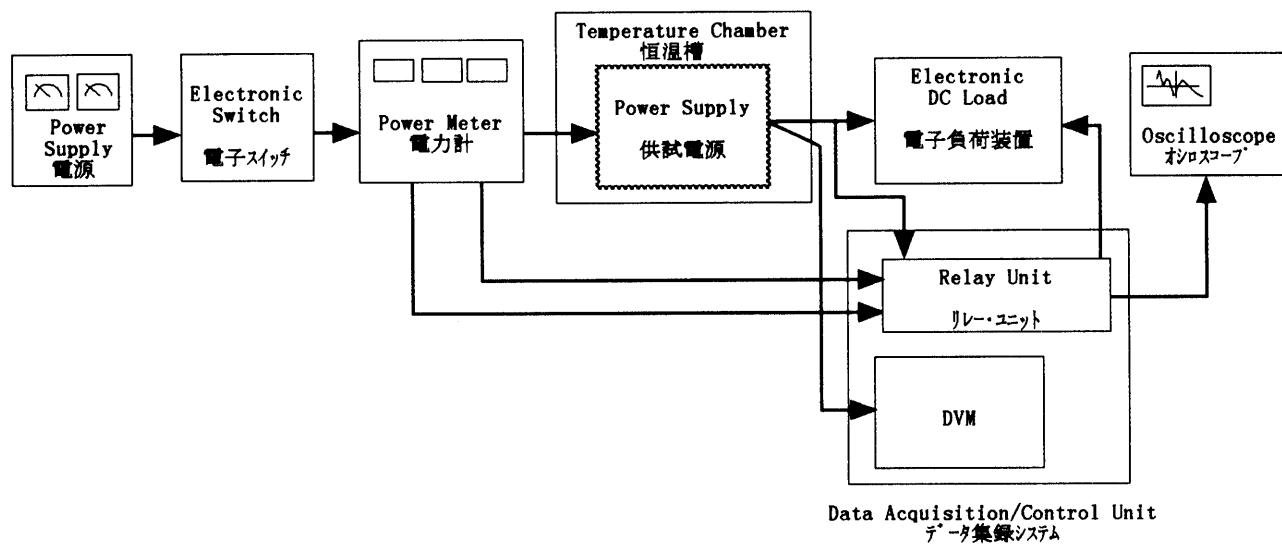 Power
Supply
電源
Electronic
Switch
電子スイッチ
Power Meter
電力計
Temperature Chamber
恒温槽
Power Supply
供試電源
Electronic
DC Load
電子負荷装置
Oscilloscope
オシロスコープ
Relay Unit
リレー・ユニット
DVM
Data Acquisition/Control Unit
データ集録システム